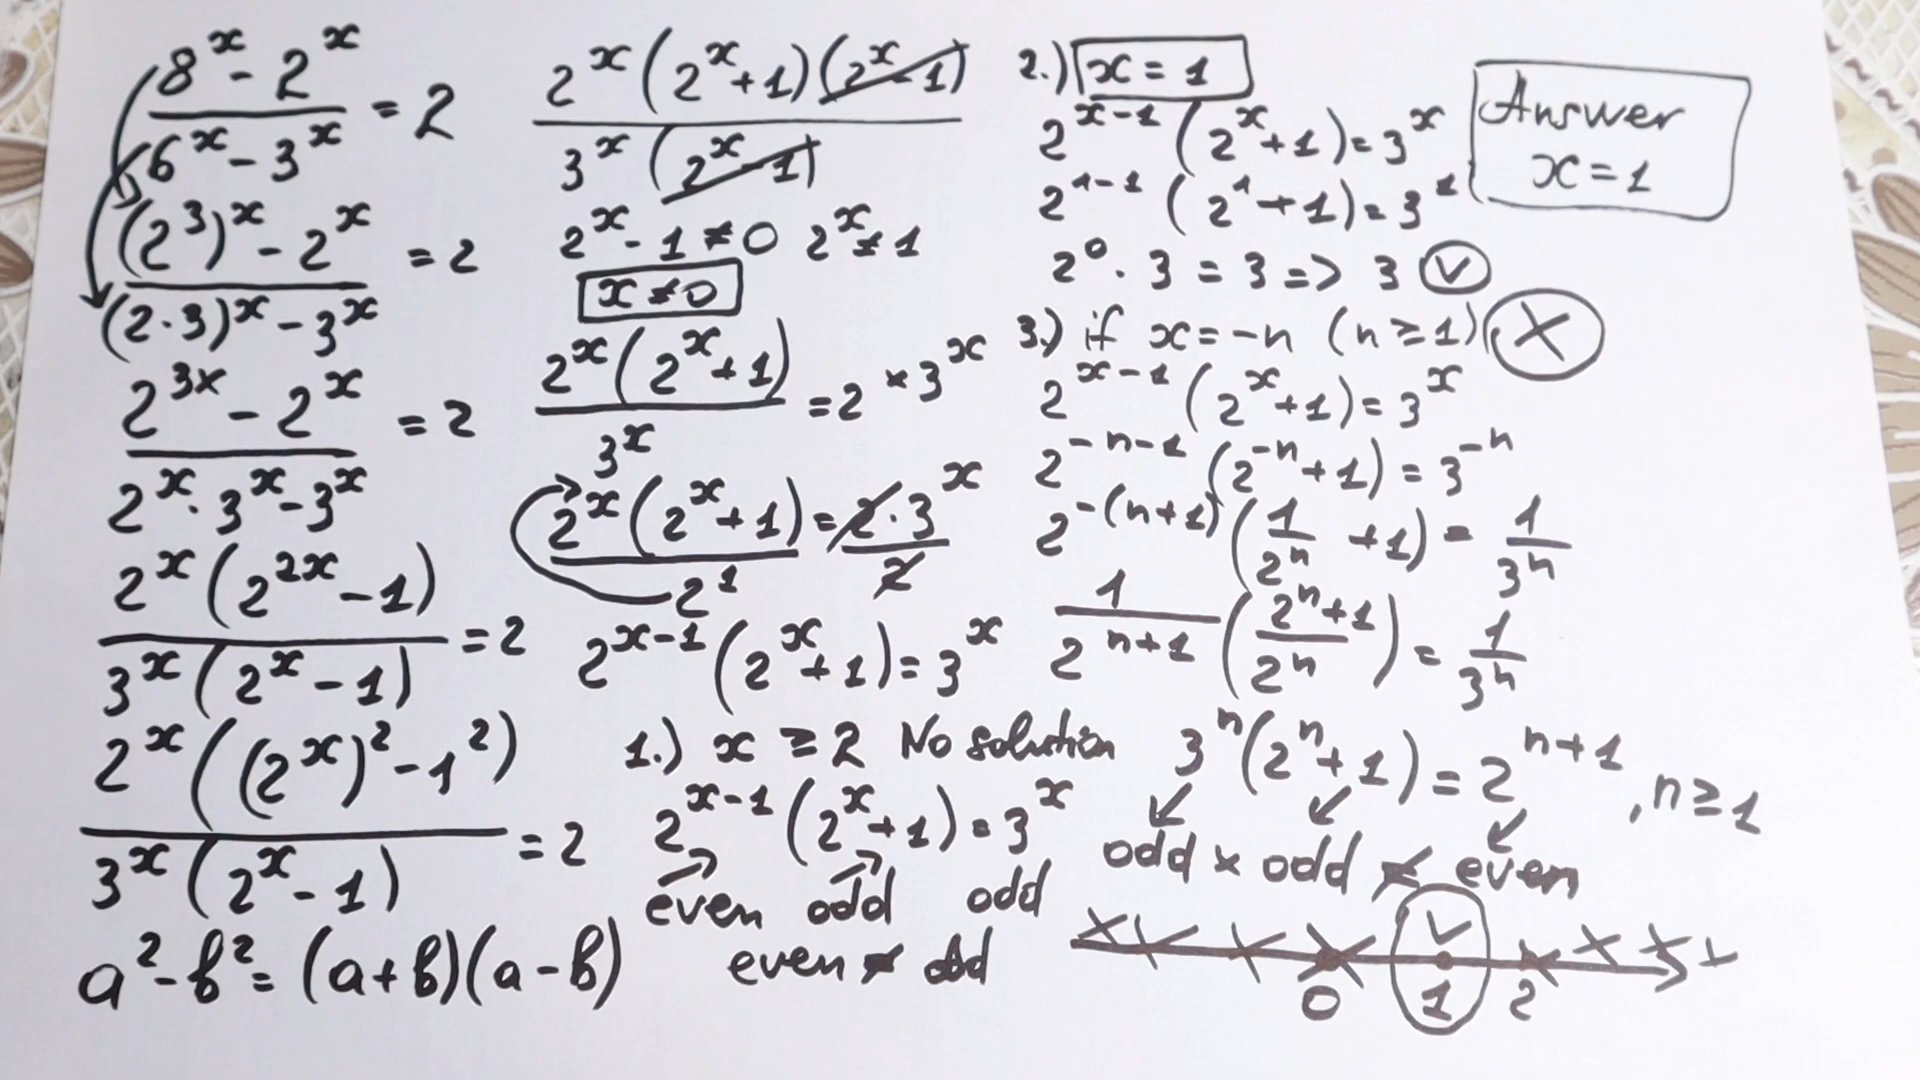 8^x - 2^x / 6^x - 3^x = 2
(2^3)^x - 2^x / (2·3)^x - 3^x = 2
2^3x - 2^x / 2^x · 3^x - 3^x = 2
2^x (2^2x - 1) / 3^x (2^x - 1) = 2
2^x ((2^x)^2 - 1^2) / 3^x (2^x - 1) = 2
a^2 - b^2 = (a+b)(a-b)
2^x (2^x + 1)(2^x - 1) / 3^x (2^x - 1)
2^x - 1 ≠ 0 2^x ≠ 1
x ≠ 0
2^x (2^x + 1) / 3^x = 2 × 3^x
2^x (2^x + 1) / 2^1 = 2 · 3^x / 2
2^x-1 (2^x + 1) = 3^x
1.) x ≥ 2 No solution
2^x-1 (2^x + 1) = 3^x
even odd odd
even ≠ odd
2.) x = 1
2^x-1 (2^x + 1) = 3^x
2^1-1 (2^1 + 1) = 3^1
2^0 · 3 = 3 => 3 V
3.) if x = -n (n ≥ 1) X
2^x-1 (2^x + 1) = 3^x
2^-n-1 (2^-n + 1) = 3^-n
2^-(n+1) (1/2^n + 1) = 1/3^n
1/2^n+1 (2^n + 1 / 2^n) = 1/3^n
3^n (2^n + 1) = 2^n+1, n ≥ 1
odd × odd ≠ even
0 1 2
Answer
x = 1